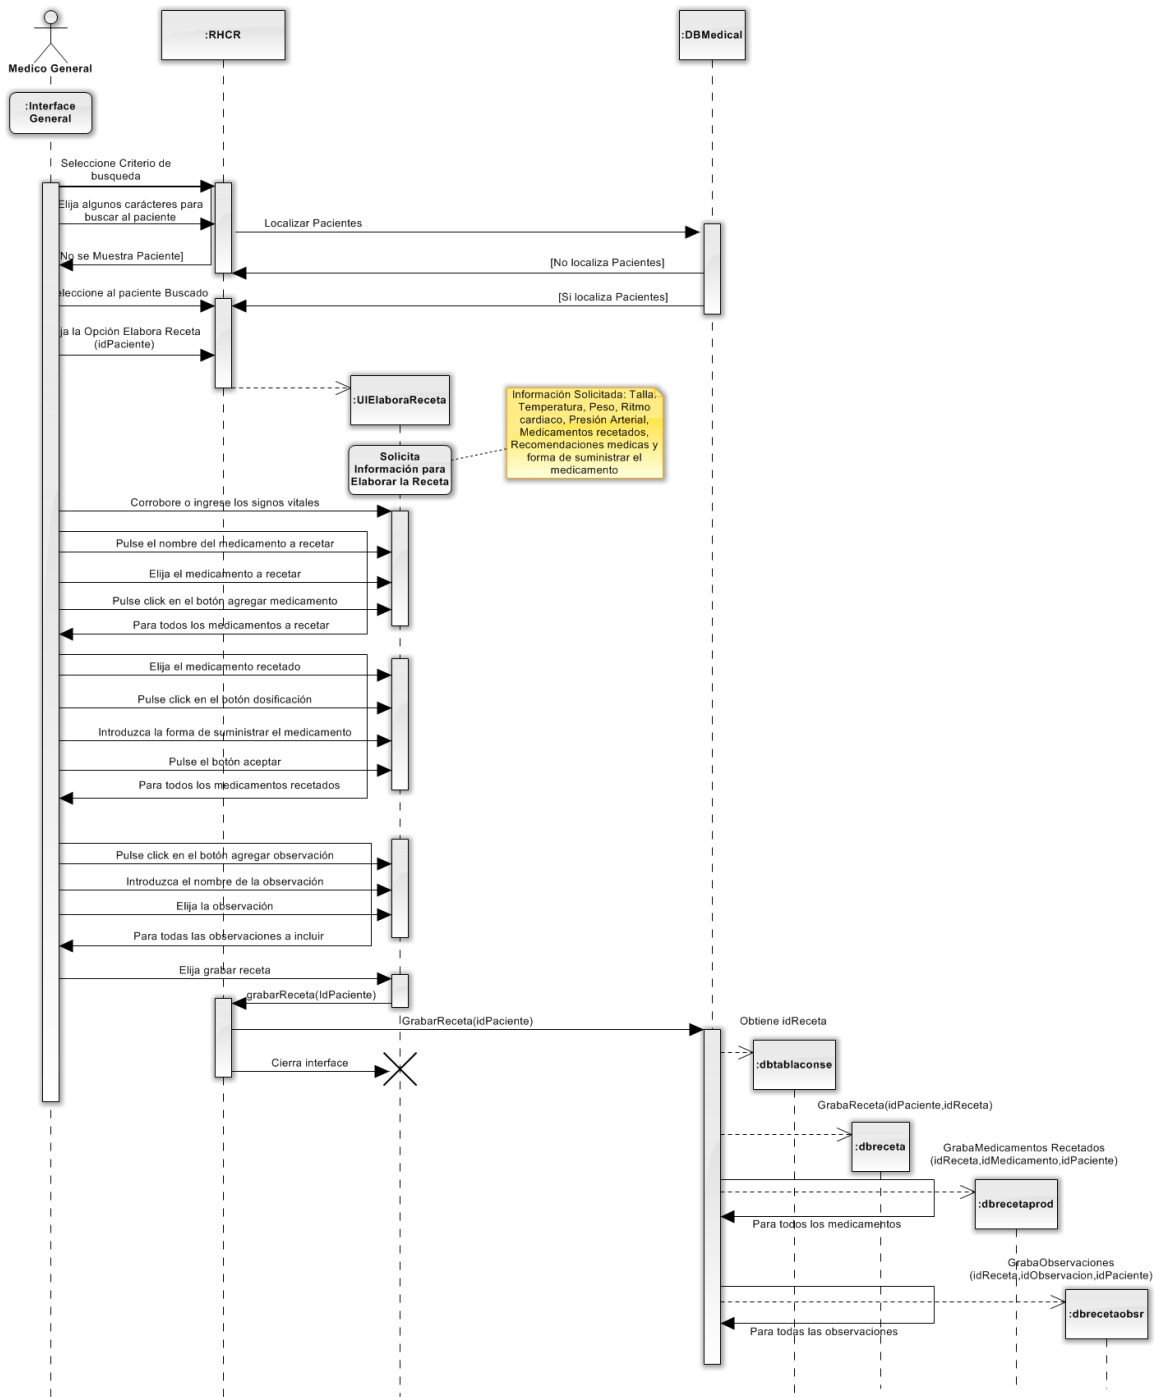 :RHCR
:DBMedical
Medico General
:Interface
General
Seleccione Criterio de
busqueda
Elija algunos carácteres para
buscar al paciente
Localizar Pacientes
No se Muestra Paciente]
[No localiza Pacientes]
eleccione al paciente Buscado
[Si localiza Pacientes]
ja la Opción Elabora Receta
(idPaciente)
:UIElaboraReceta
Información Solicitada: Talla,
Temperatura, Peso, Ritmo
cardiaco, Presión Arterial,
Medicamentos recetados,
Recomendaciones medicas y
forma de suministrar el
medicamento
Solicita
Información para
Elaborar la Receta
Corrobore o ingrese los signos vitales
Pulse el nombre del medicamento a recetar
Elija el medicamento a recetar
Pulse click en el botón agregar medicamento
Para todos los medicamentos a recetar
Elija el medicamento recetado
Pulse click en el botón dosificación
Introduzca la forma de suministrar el medicamento
Pulse el botón aceptar
Para todos los medicamentos recetados
Pulse click en el botón agregar observación
Introduzca el nombre de la observación
Elija la observación
Para todas las observaciones a incluir
Elija grabar receta
grabarReceta(IdPaciente)
GrabarReceta(idPaciente)
Obtiene idReceta
Cierra interface
:dbtablaconse
GrabaReceta(idPaciente,idReceta)
:dbreceta
GrabaMedicamentos Recetados
(idReceta,idMedicamento,idPaciente)
:dbrecetaprod
Para todos los medicamentos
GrabaObservaciones
(idReceta,idObservacion,idPaciente)
:dbrecetaobsr
Para todas las observaciones